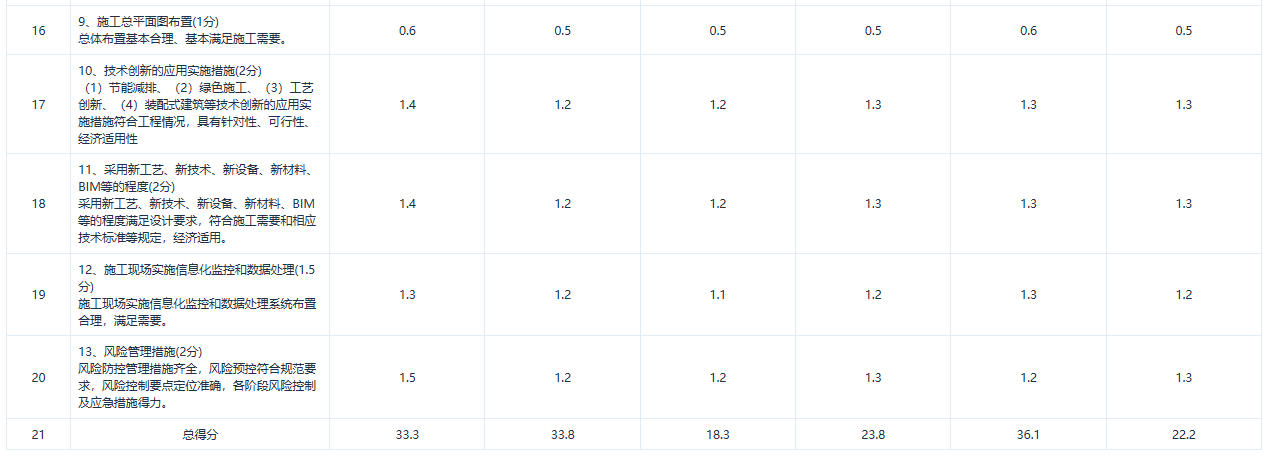 16
9、施工总平面图布置(1分)
总体布置基本合理、基本满足施工需要。
0.6
0.5
0.5
0.5
0.6
0.5
17
10、技术创新的应用实施措施(2分)
（1）节能减排、（2）绿色施工、（3）工艺
创新、（4）装配式建筑等技术创新的应用实
施措施符合工程情况，具有针对性、可行性、
经济适用性
1.4
1.2
1.2
1.3
1.3
1.3
18
11、采用新工艺、新技术、新设备、新材料、
BIM等的程度(2分)
采用新工艺、新技术、新设备、新材料、BIM
等的程度满足设计要求，符合施工需要和相应
技术标准等规定，经济适用。
1.4
1.2
1.2
1.3
1.3
1.3
19
12、施工现场实施信息化监控和数据处理(1.5
分)
施工现场实施信息化监控和数据处理系统布置
合理，满足需要。
1.3
1.2
1.1
1.2
1.3
1.2
20
13、风险管理措施(2分)
风险防控管理措施齐全，风险预控符合规范要
求，风险控制要点定位准确，各阶段风险控制
及应急措施得力。
1.5
1.2
1.2
1.3
1.2
1.3
21
总得分
33.3
33.8
18.3
23.8
36.1
22.2